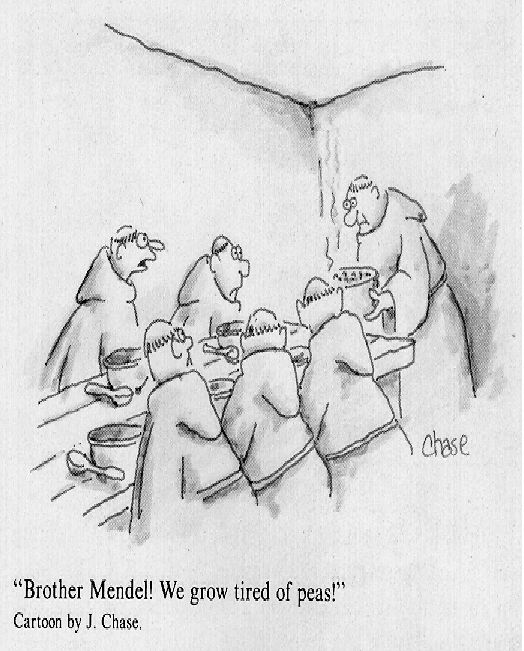 Chase
“Brother Mendel! We grow tired of peas!”
Cartoon by J. Chase.